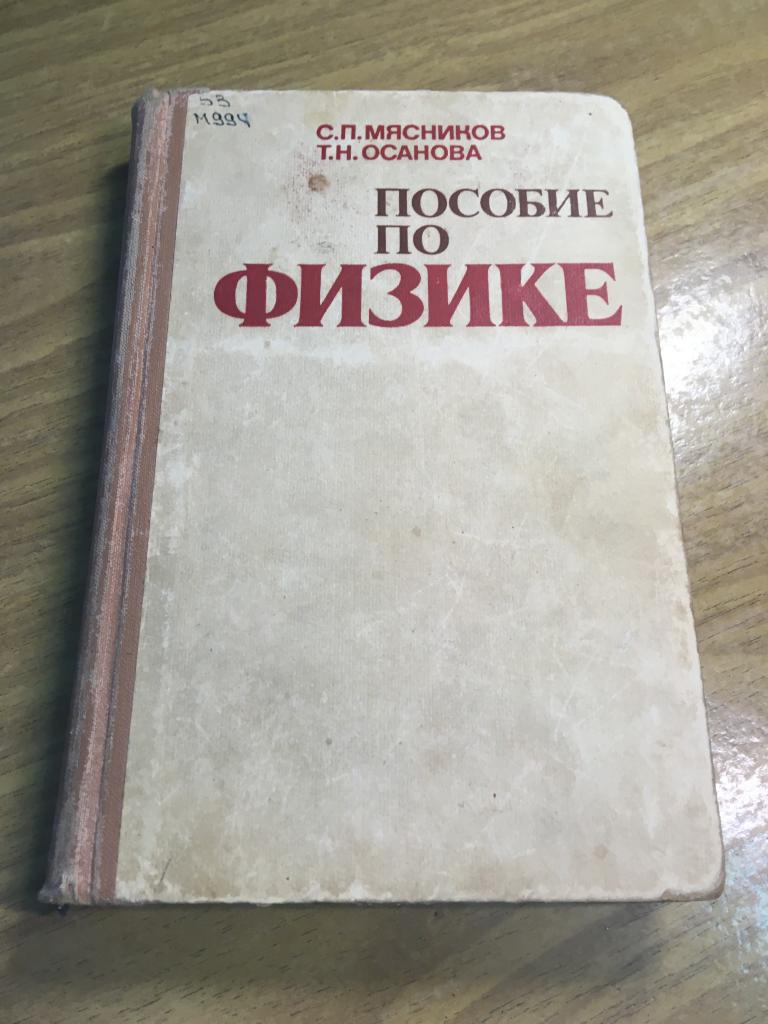 53
М994
С.П.МЯСНИКОВ
Т.Н.ОСАНОВА
ПОСОБИЕ
ПО
ФИЗИКЕ